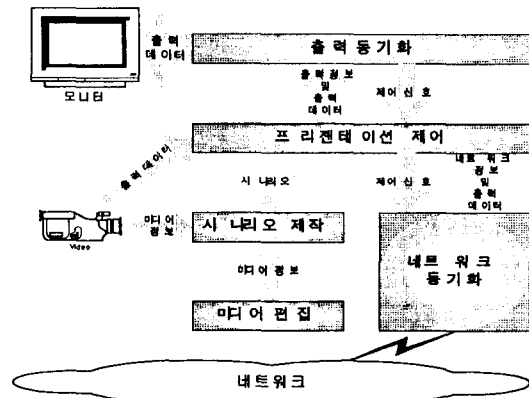 출력
데이터
출력동기화
모니터
출력정보
및
출력
데이터
제어신호
프리젠테이션 제어
출력데이터
시나리오
제어신호
네트워크
정보
및
출력
데이터
Video
미디어
정보
시나리오 제작
네트워크
동기화
미디어정보
미디어편집
네트워크